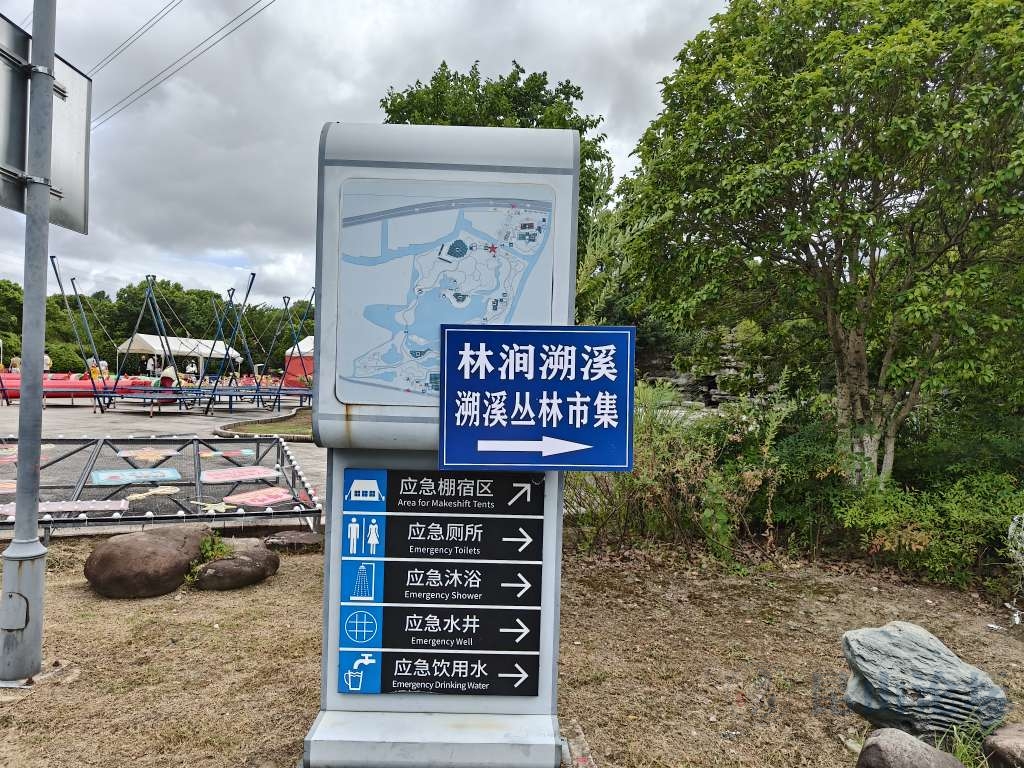 林涧溯溪
溯溪丛林市集
应急棚宿区
Area for Makeshift Tents
应急厕所
Emergency Toilets
应急沐浴
Emergency Shower
应急水井
Emergency Well
应急饮用水
Emergency Drinking Water